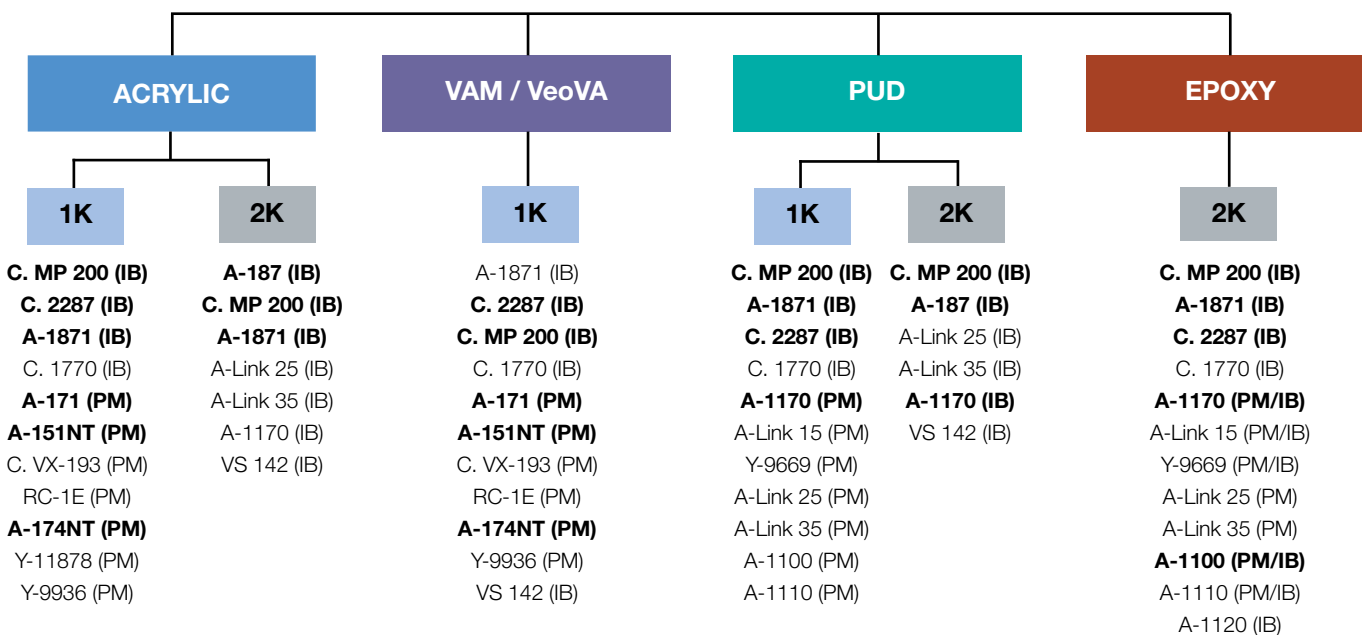 ACRYLIC
VAM / VeoVA
PUD
EPOXY
1K
2K
1K
1K
2K
2K
C. MP 200 (IB)
C. 2287 (IB)
A-1871 (IB)
C. 1770 (IB)
A-171 (PM)
A-151NT (PM)
C. VX-193 (PM)
RC-1E (PM)
A-174NT (PM)
Y-11878 (PM)
Y-9936 (PM)
A-187 (IB)
C. MP 200 (IB)
A-1871 (IB)
A-Link 25 (IB)
A-Link 35 (IB)
A-1170 (IB)
VS 142 (IB)
A-1871 (IB)
C. 2287 (IB)
C. MP 200 (IB)
C. 1770 (IB)
A-171 (PM)
A-151NT (PM)
C. VX-193 (PM)
RC-1E (PM)
A-174NT (PM)
Y-9936 (PM)
VS 142 (IB)
C. MP 200 (IB)
A-1871 (IB)
C. 2287 (IB)
C. 1770 (IB)
A-1170 (PM)
A-Link 15 (PM)
Y-9669 (PM)
A-Link 25 (PM)
A-Link 35 (PM)
A-1100 (PM)
A-1110 (PM)
C. MP 200 (IB)
A-187 (IB)
A-Link 25 (IB)
A-Link 35 (IB)
A-1170 (IB)
VS 142 (IB)
C. MP 200 (IB)
A-1871 (IB)
C. 2287 (IB)
C. 1770 (IB)
A-1170 (PM/IB)
A-Link 15 (PM/IB)
Y-9669 (PM/IB)
A-Link 25 (PM)
A-Link 35 (PM)
A-1100 (PM/IB)
A-1110 (PM/IB)
A-1120 (IB)